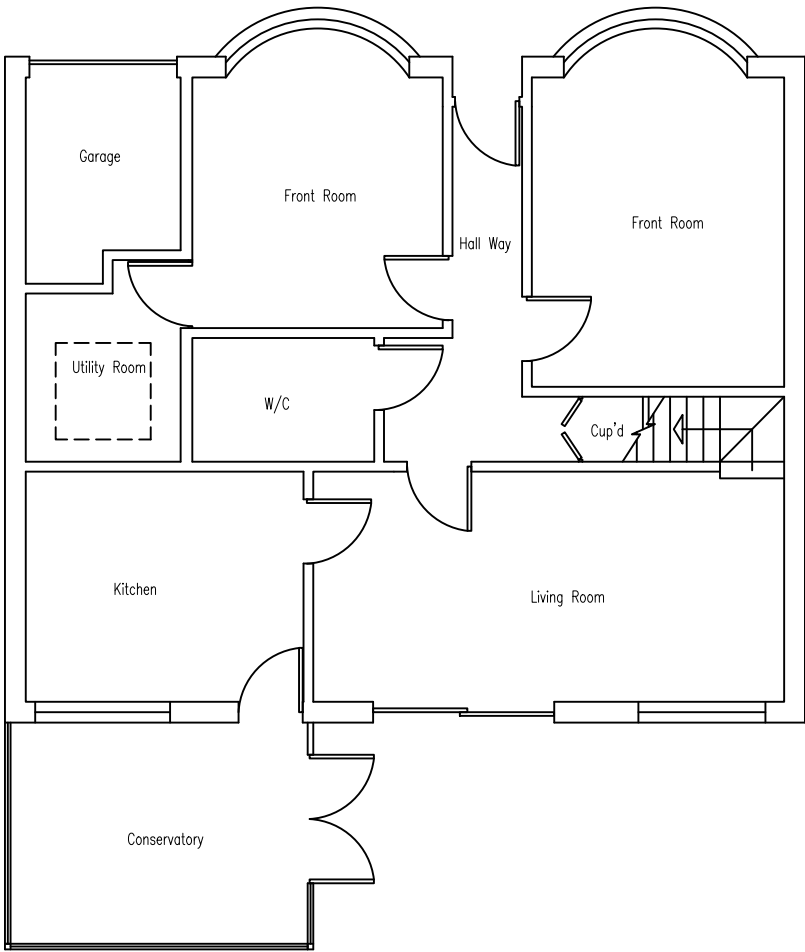 Garage
Front Room
Front Room
Hall Way
Utility Room
W/C
Cup'd
Kitchen
Living Room
Conservatory